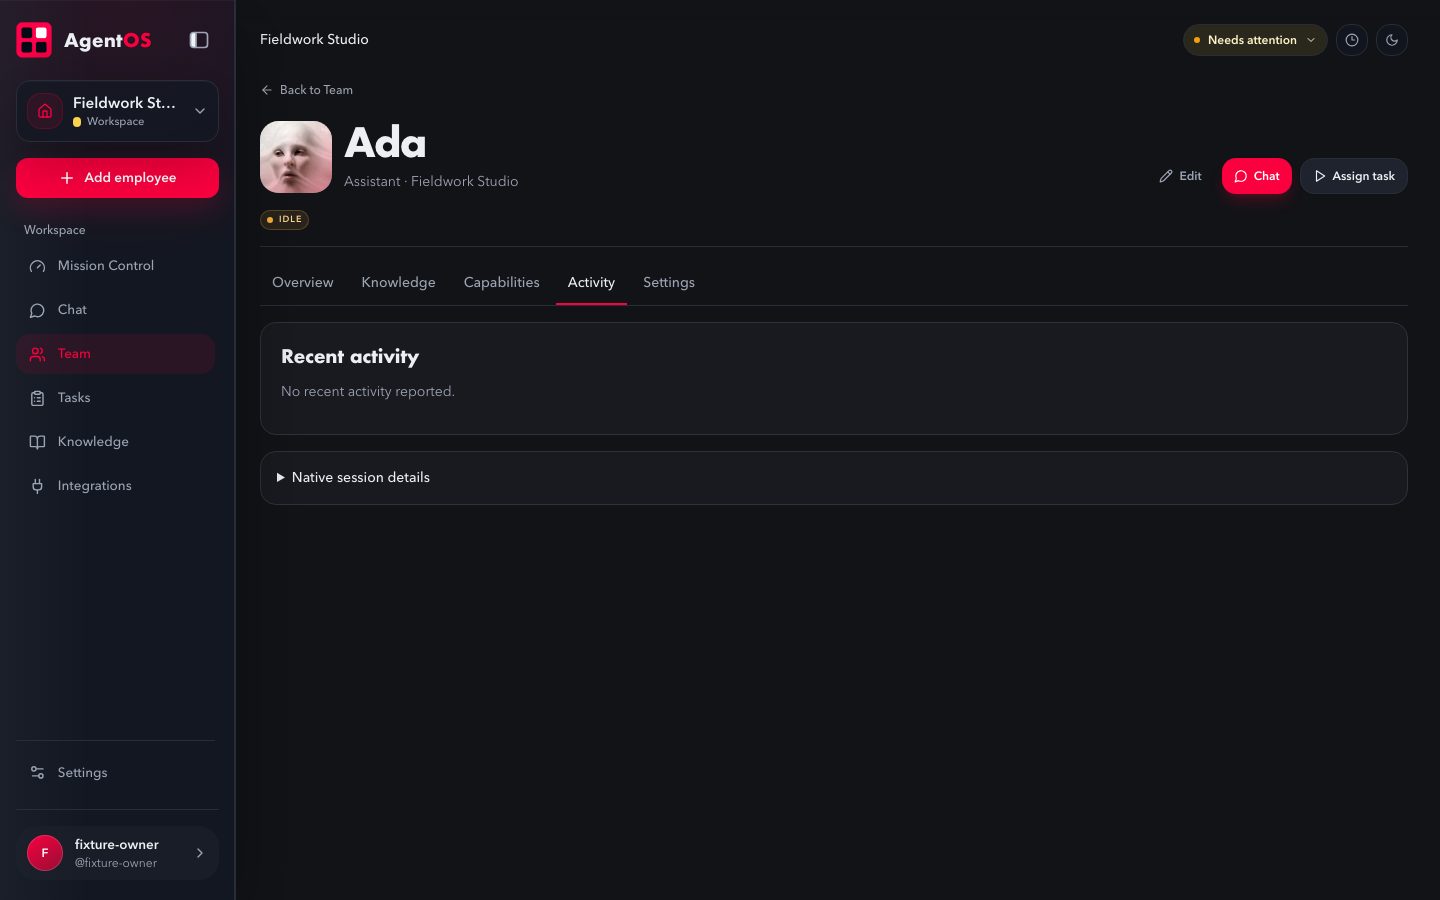 AgentOS
Fieldwork St...
Workspace
Add employee
Workspace
Mission Control
Chat
Team
Tasks
Knowledge
Integrations
Settings
F
fixture-owner
@fixture-owner
Fieldwork Studio
Needs attention
Back to Team
Ada
Assistant · Fieldwork Studio
Edit
Chat
Assign task
IDLE
Overview
Knowledge
Capabilities
Activity
Settings
Recent activity
No recent activity reported.
Native session details